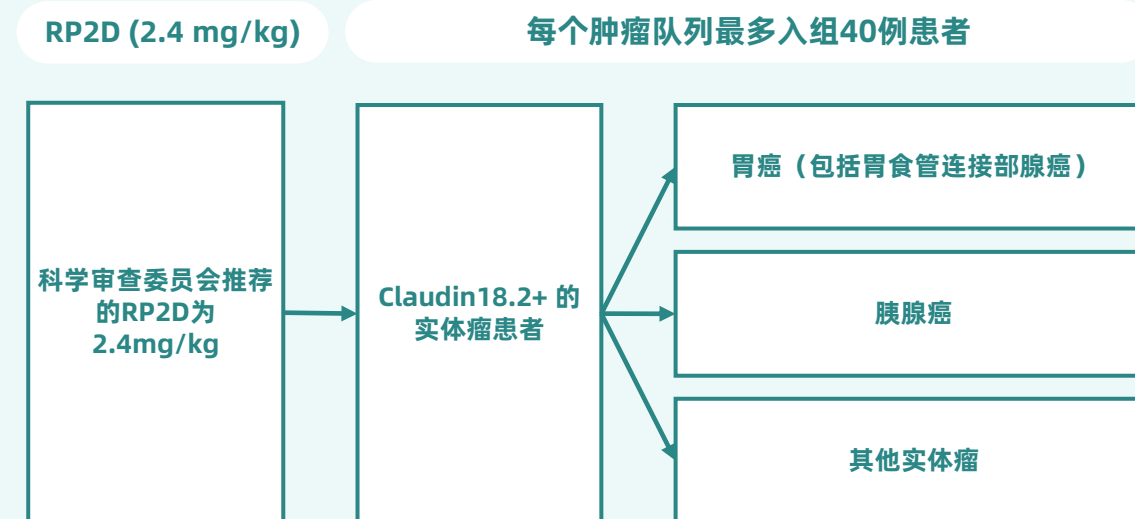 RP2D (2.4 mg/kg)
每个肿瘤队列最多入组40例患者
科学审查委员会推荐
的RP2D为
2.4mg/kg
Claudin18.2+ 的
实体瘤患者
胃癌（包括胃食管连接部腺癌）
胰腺癌
其他实体瘤